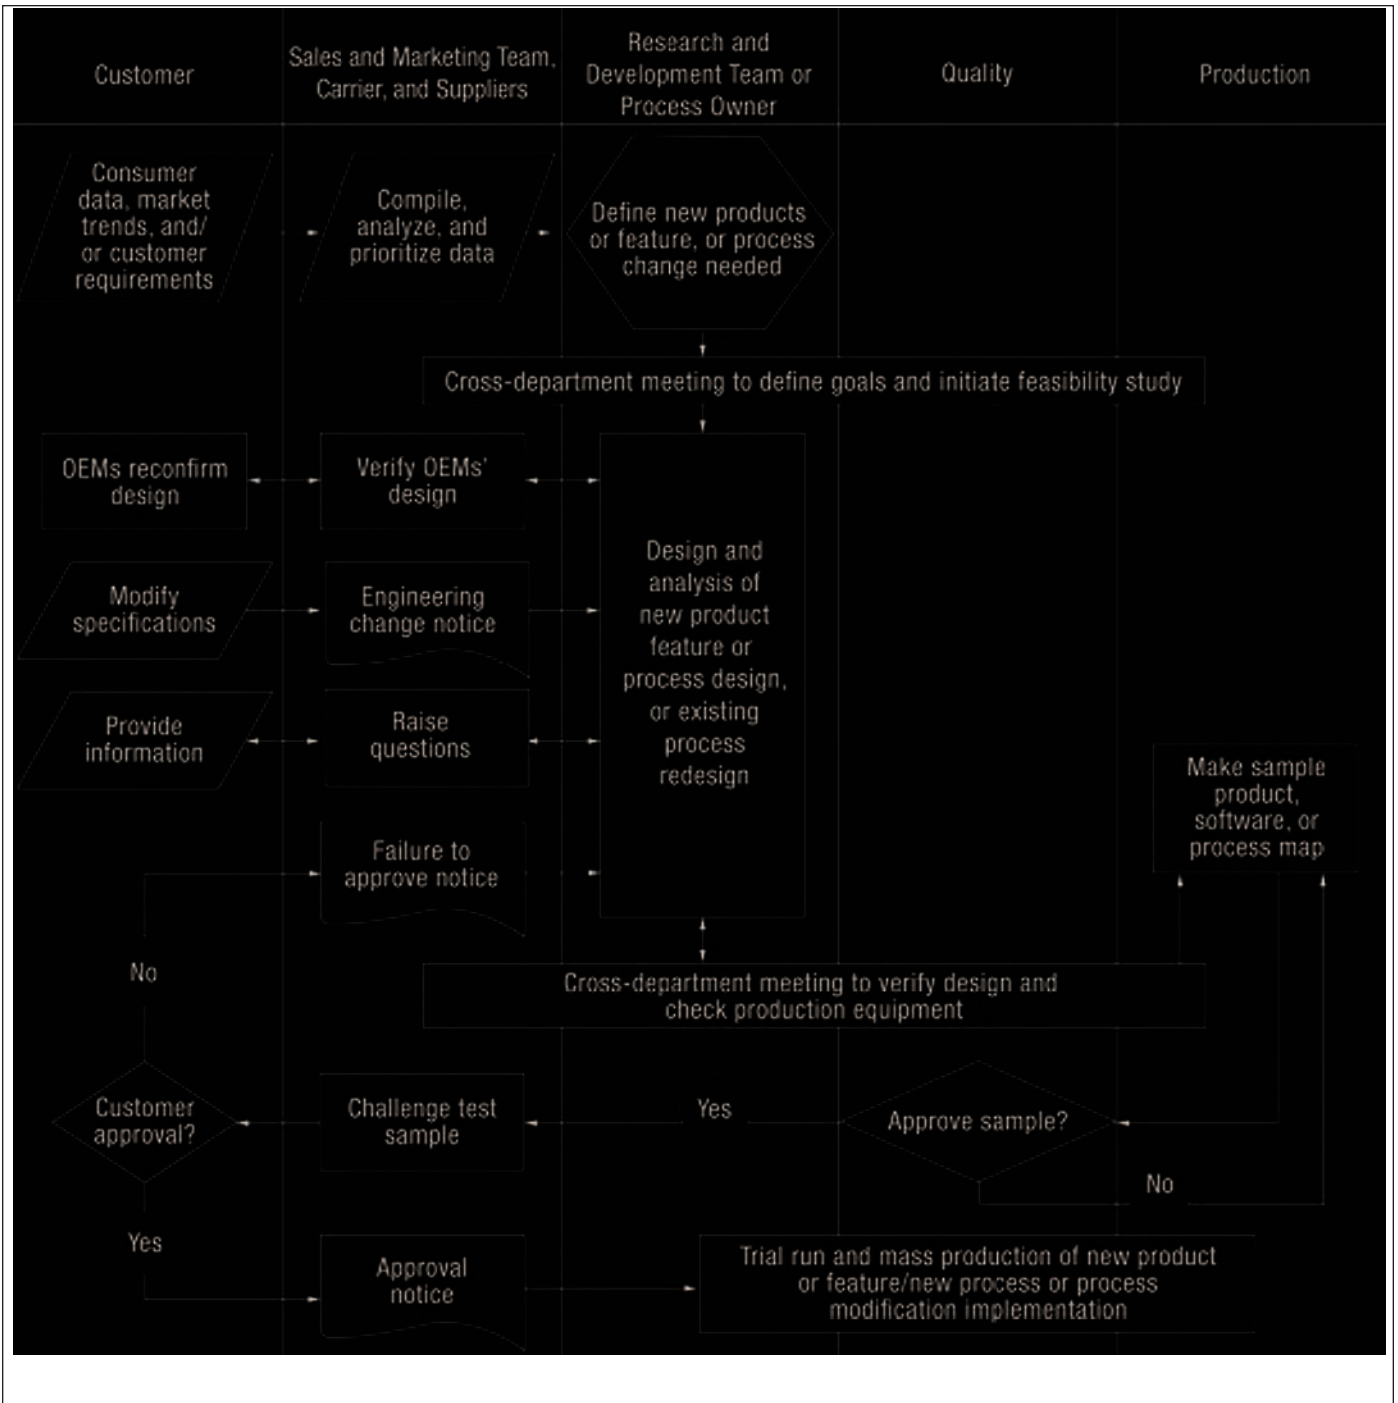 Customer
Sales and Marketing Team,
Carrier, and Suppliers
Research and
Development Team or
Process Owner
Quality
Production
Consumer
data, market
trends, and/
or customer
requirements
Compile,
analyze, and
prioritize data
Define new products
or feature, or process
change needed
Cross-department meeting to define goals and initiate feasibility study
OEMs reconfirm
design
Verify OEMs'
design
Design and
analysis of
new product
feature or
process design,
or existing
process
redesign
Modify
specifications
Engineering
change notice
Provide
information
Raise
questions
Make sample
product,
software, or
process map
Failure to
approve notice
No
Cross-department meeting to verify design and
check production equipment
Customer
approval?
Challenge test
sample
Yes
Approve sample?
No
Yes
Approval
notice
Trial run and mass production of new product
or feature/new process or process
modification implementation